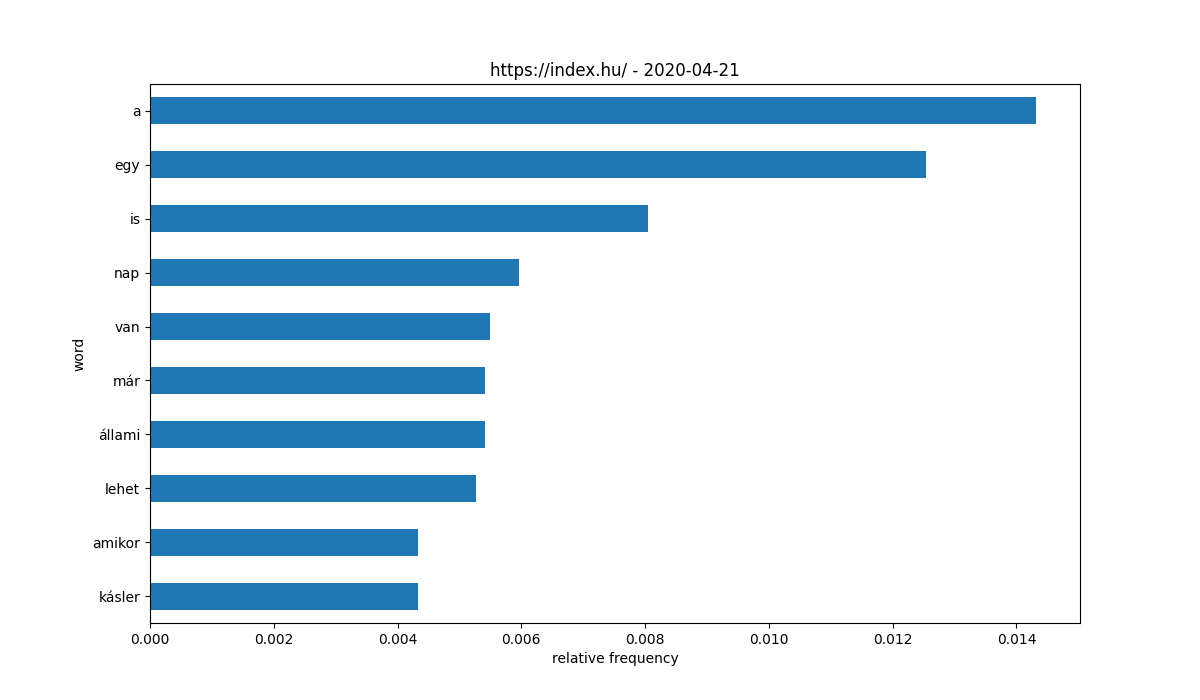 https://index.hu/ - 2020-04-21
a
egy
is
nap
van
már
állami
lehet
amikor
kásler
word
0.000 0.002 0.004 0.006 0.008 0.010 0.012 0.014
relative frequency